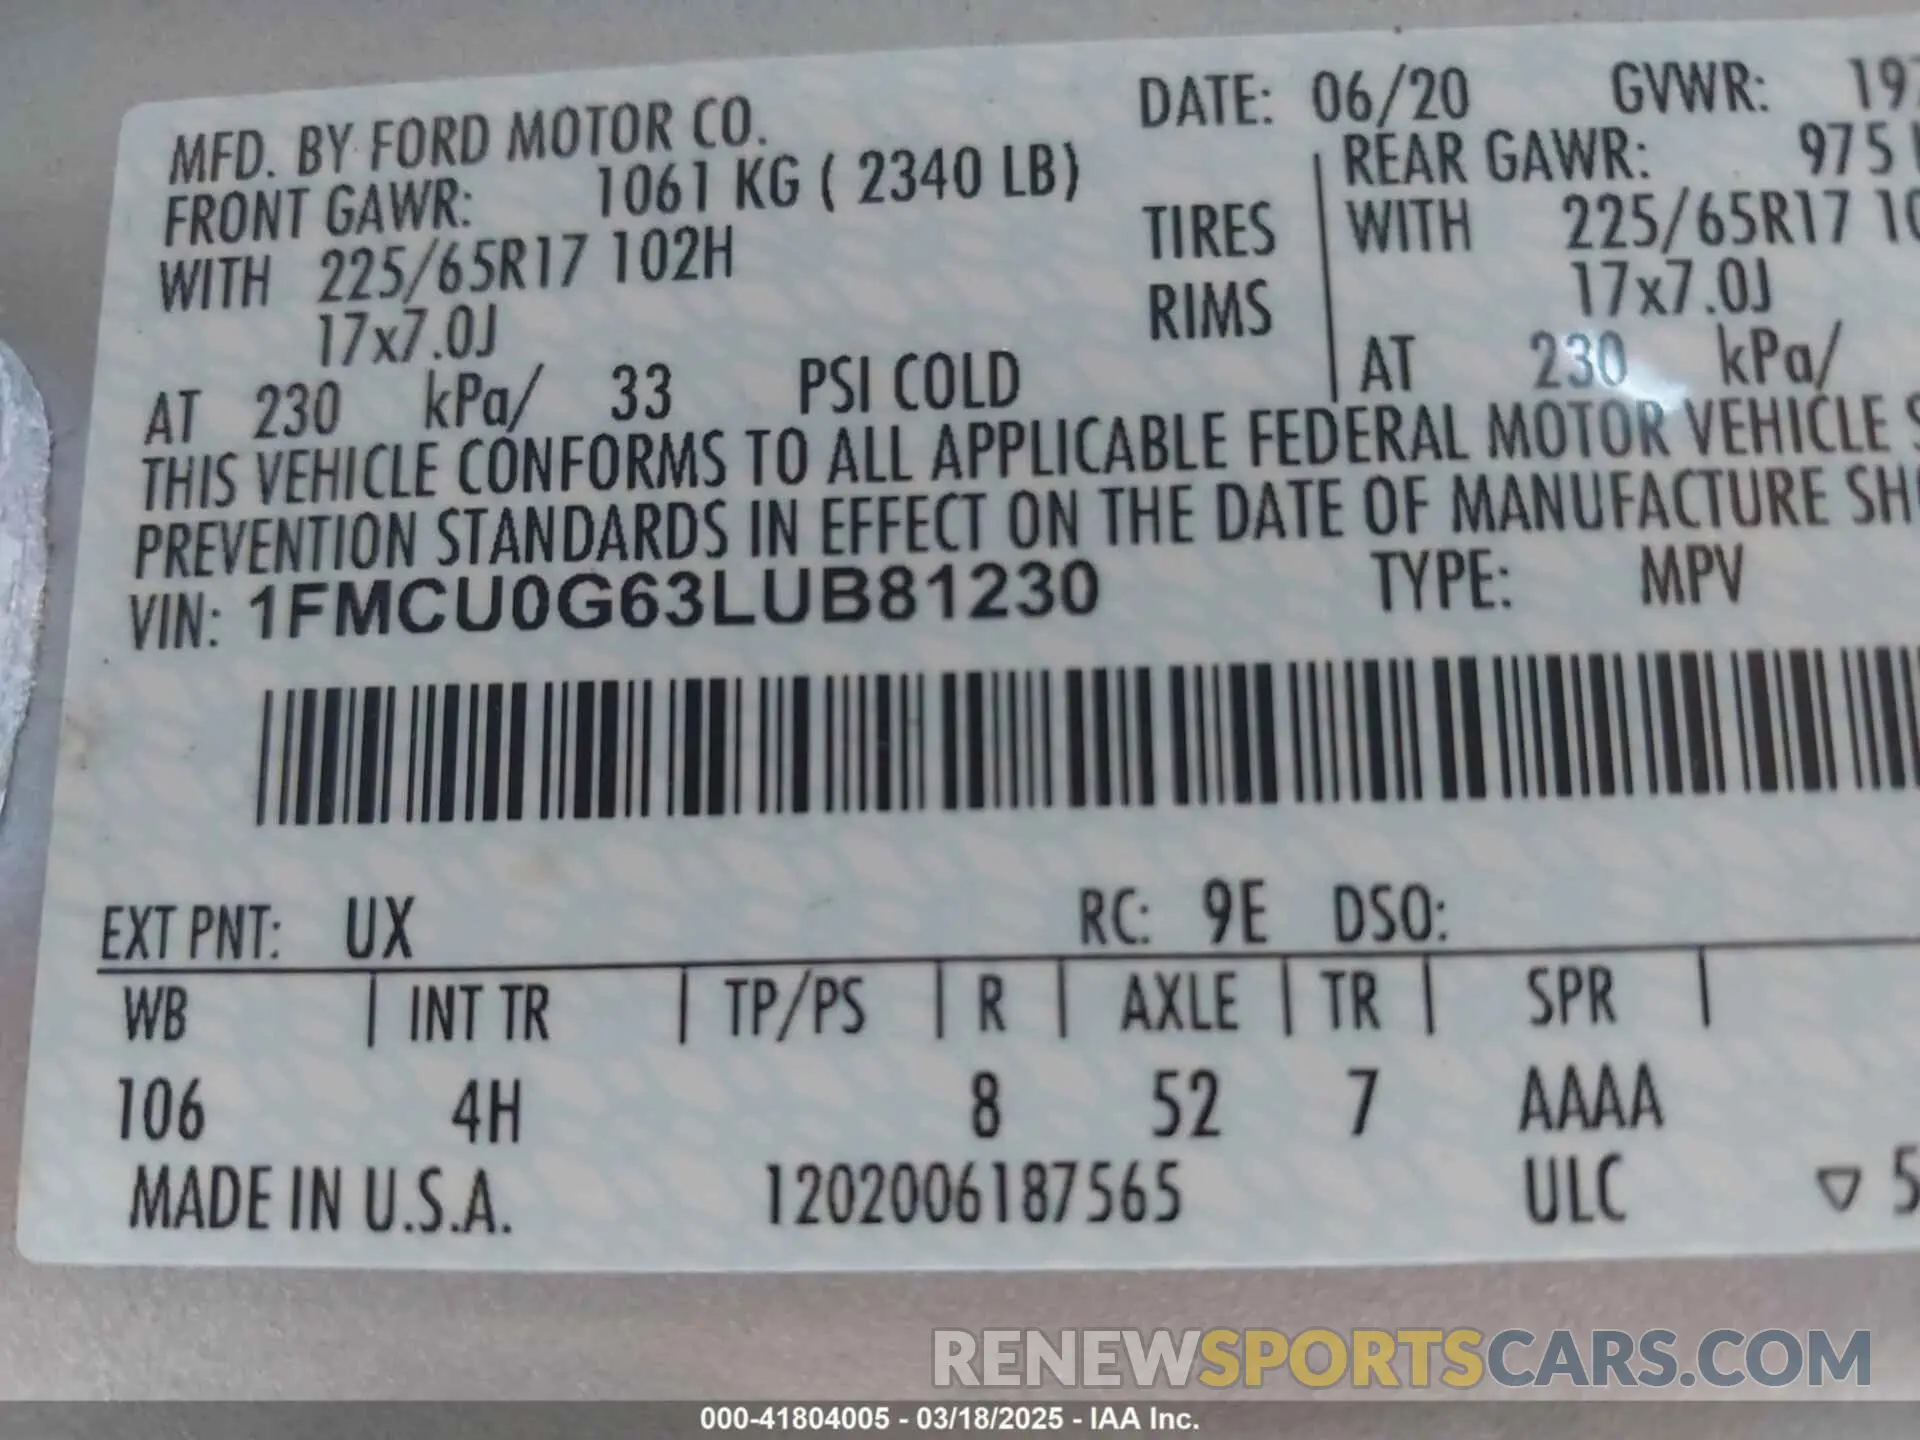 MFD. BY FORD MOTOR CO. DATE: 06/20 GVWR:
FRONT GAWR: 1061 KG ( 2340 LB) REAR GAWR: 975
WITH 225/65R17 102H TIRES WITH 225/65R17
17x7.0J RIMS 17x7.0J
AT 230 kPa/ 33 PSI COLD AT 230 kPa/
THIS VEHICLE CONFORMS TO ALL APPLICABLE FEDERAL MOTOR VEHICLE
PREVENTION STANDARDS IN EFFECT ON THE DATE OF MANUFACTURE
VIN: 1FMCU0G63LUB81230 TYPE: MPV
EXT PNT: UX RC: 9E DSO:
WB INT TR TP/PS R AXLE TR SPR
106 4H 8 52 7 AAAA
MADE IN U.S.A. 1202006187565 ULC
RENEWSPORTSCARS.COM
000-41804005 - 03/18/2025 - IAA Inc.